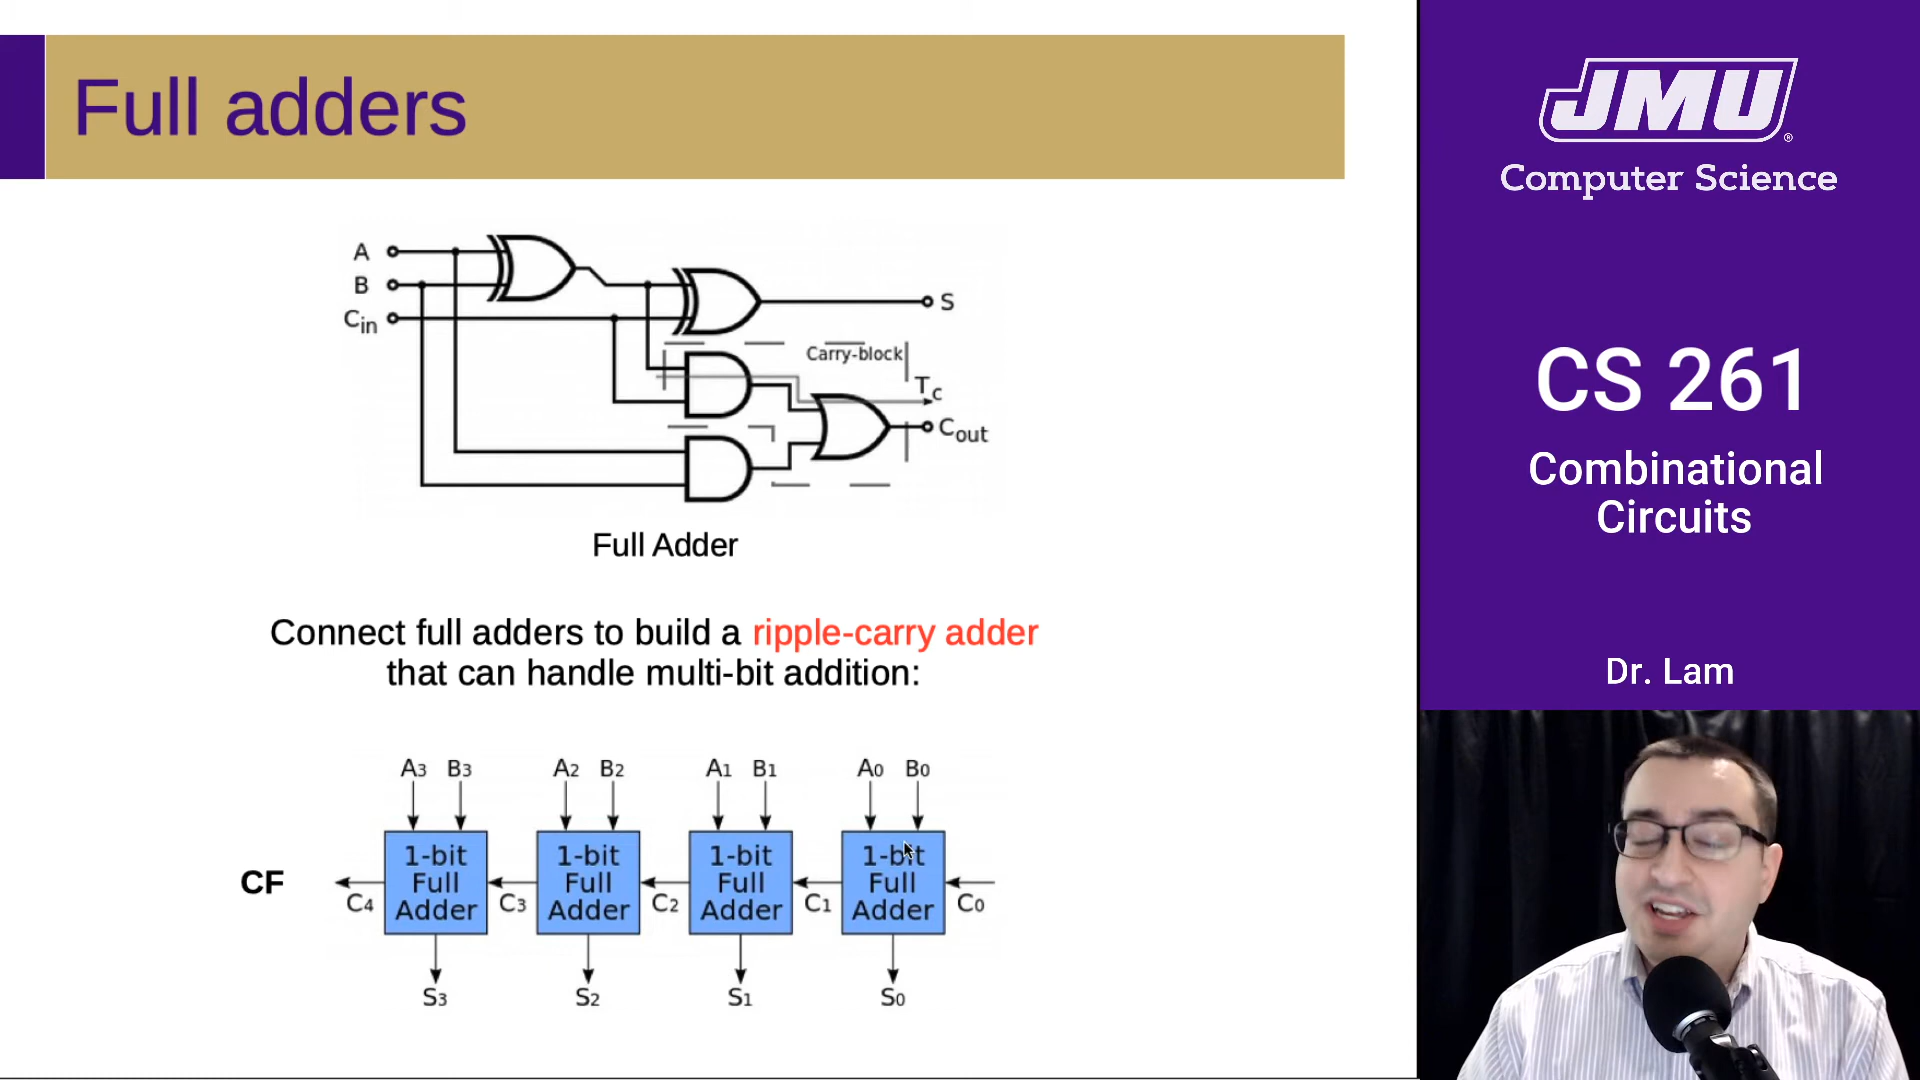 Full adders
A
B
Cin
S
Carry-block
Tc
Cout
Full Adder
Connect full adders to build a ripple-carry adder
that can handle multi-bit addition:
A3 B3 A2 B2 A1 B1 A0 B0
1-bit Full Adder 1-bit Full Adder 1-bit Full Adder 1-bit Full Adder
CF
C4 C3 C2 C1 C0
S3 S2 S1 S0
JMU®
Computer Science
CS 261
Combinational
Circuits
Dr. Lam